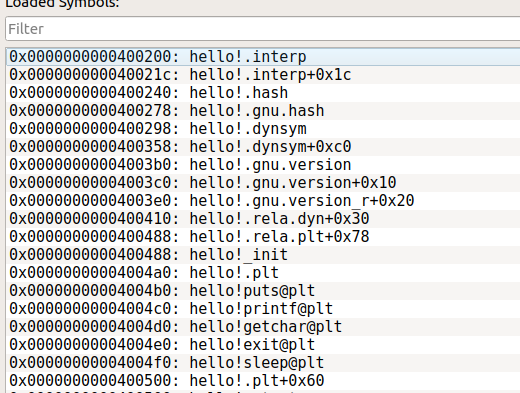 Loaded Symbols:
Filter
0x0000000000400200: hello!.interp
0x000000000040021c: hello!.interp+0x1c
0x0000000000400240: hello!.hash
0x0000000000400278: hello!.gnu.hash
0x0000000000400298: hello!.dynsym
0x0000000000400358: hello!.dynsym+0xc0
0x00000000004003b0: hello!.gnu.version
0x00000000004003c0: hello!.gnu.version+0x10
0x00000000004003e0: hello!.gnu.version_r+0x20
0x0000000000400410: hello!.rela.dyn+0x30
0x0000000000400488: hello!.rela.plt+0x78
0x0000000000400488: hello!_init
0x00000000004004a0: hello!.plt
0x00000000004004b0: hello!puts@plt
0x00000000004004c0: hello!printf@plt
0x00000000004004d0: hello!getchar@plt
0x00000000004004e0: hello!exit@plt
0x00000000004004f0: hello!sleep@plt
0x0000000000400500: hello!.plt+0x60